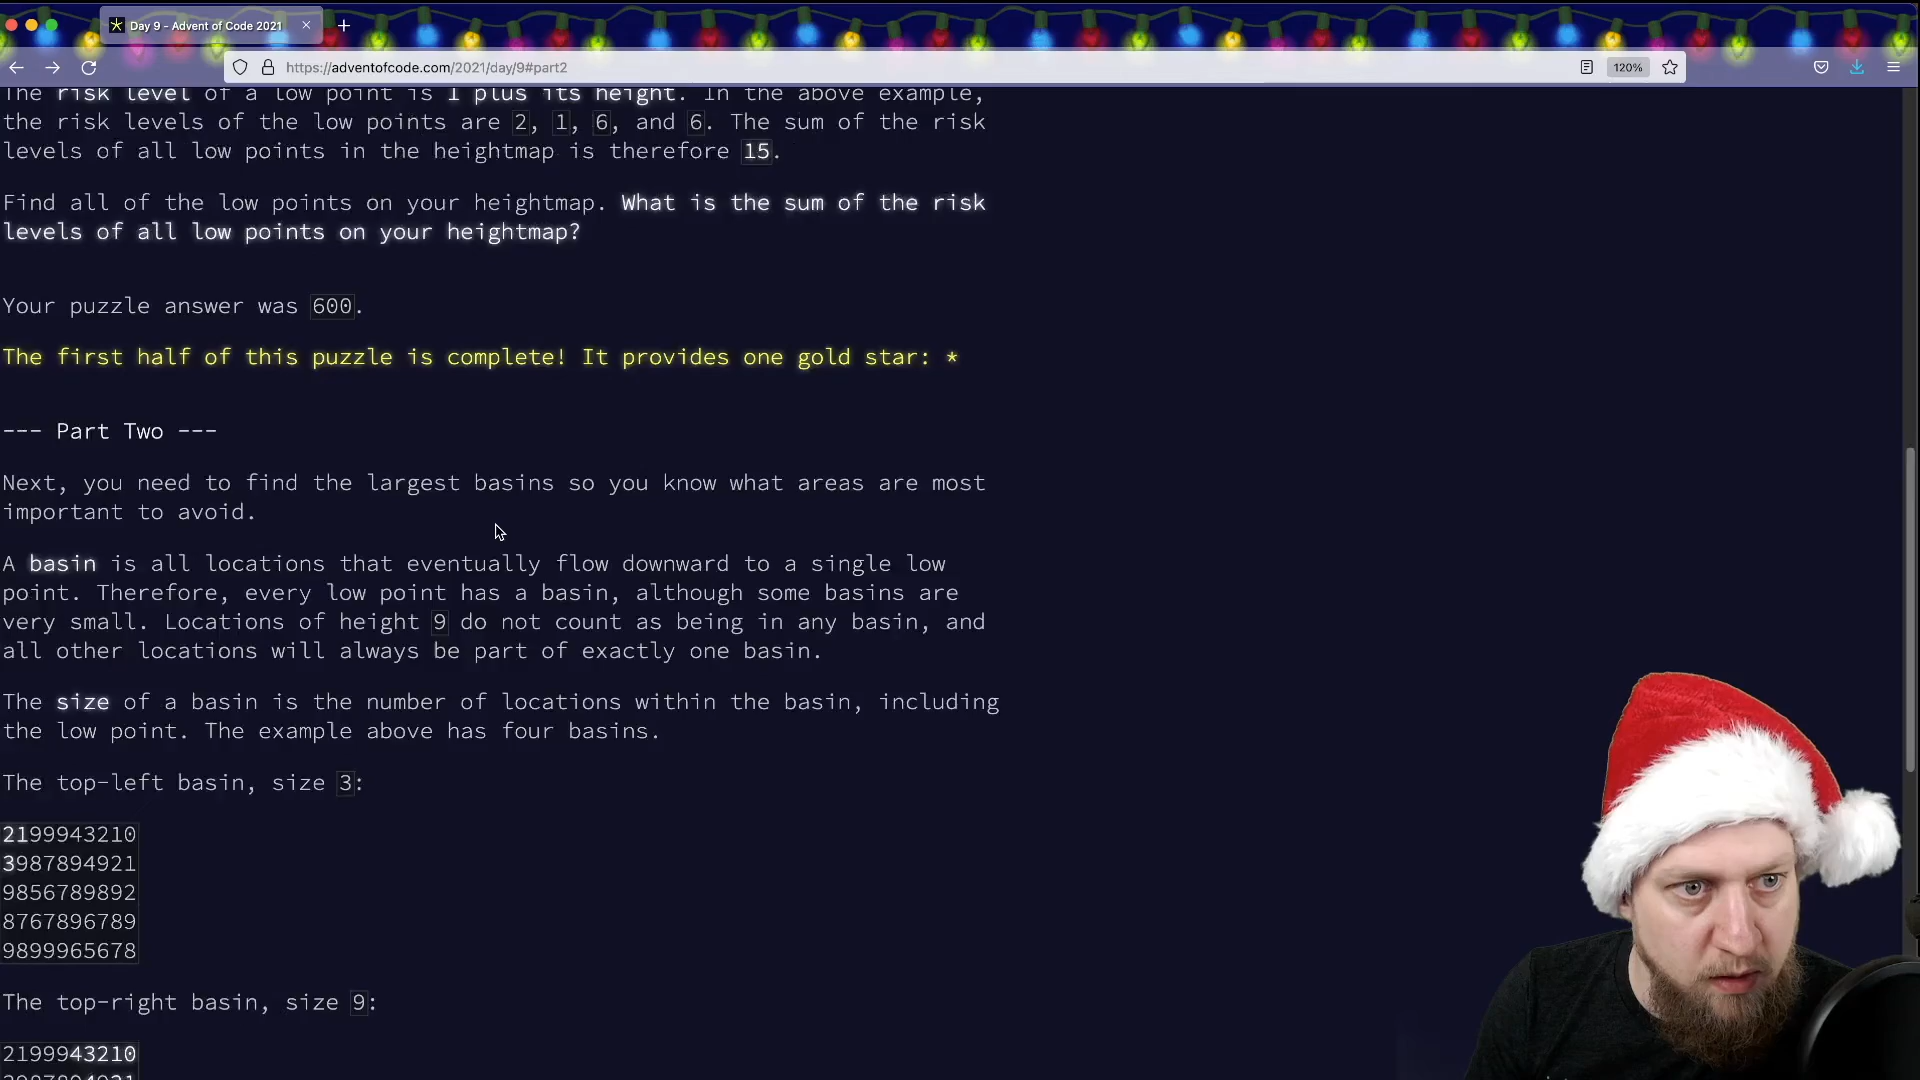 Day 9 - Advent of Code 2021
https://adventofcode.com/2021/day/9#part2
120%
The risk level of a low point is 1 plus its height. In the above example,
the risk levels of the low points are 2, 1, 6, and 6. The sum of the risk
levels of all low points in the heightmap is therefore 15.
Find all of the low points on your heightmap. What is the sum of the risk
levels of all low points on your heightmap?
Your puzzle answer was 600.
The first half of this puzzle is complete! It provides one gold star: *
--- Part Two ---
Next, you need to find the largest basins so you know what areas are most
important to avoid.
A basin is all locations that eventually flow downward to a single low
point. Therefore, every low point has a basin, although some basins are
very small. Locations of height 9 do not count as being in any basin, and
all other locations will always be part of exactly one basin.
The size of a basin is the number of locations within the basin, including
the low point. The example above has four basins.
The top-left basin, size 3:
2199943210
3987894921
9856789892
8767896789
9899965678
The top-right basin, size 9:
2199943210
3987894921